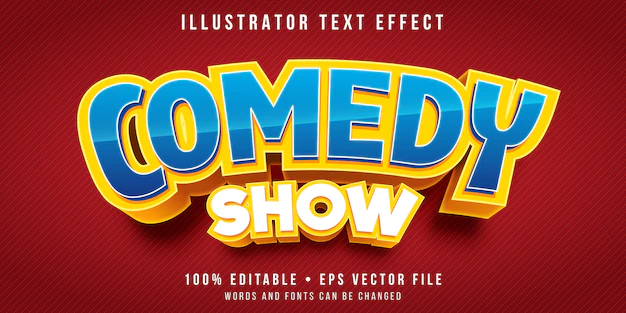 ILLUSTRATOR TEXT EFFECT
COMEDY
SHOW
100% EDITABLE • EPS VECTOR FILE
WORDS AND FONTS CAN BE CHANGED